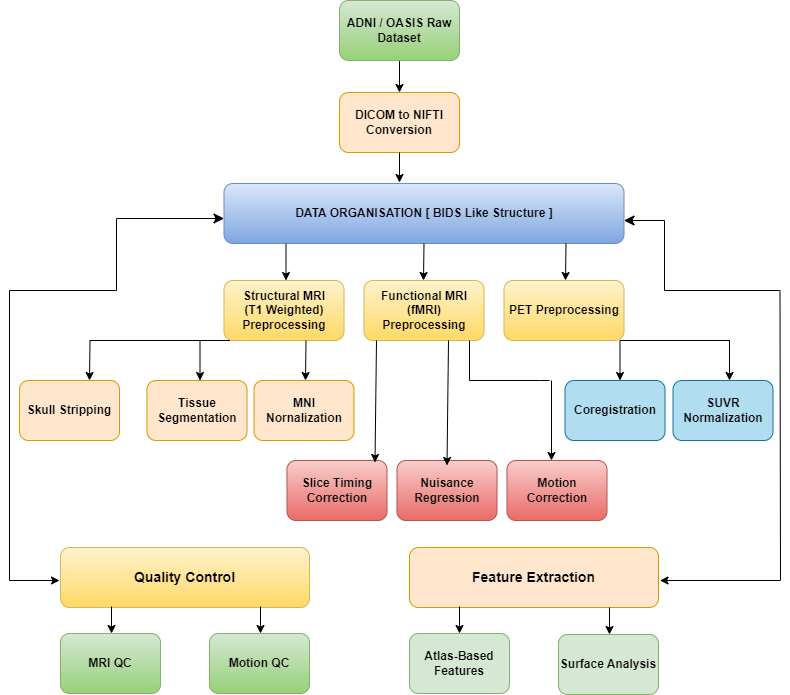 ADNI / OASIS Raw
Dataset
DICOM to NIFTI
Conversion
DATA ORGANISATION [ BIDS Like Structure ]
Structural MRI
(T1 Weighted)
Preprocessing
Functional MRI
(fMRI)
Preprocessing
PET Preprocessing
Skull Stripping
Tissue
Segmentation
MNI
Nornalization
Coregistration
SUVR
Normalization
Slice Timing
Correction
Nuisance
Regression
Motion
Correction
Quality Control
Feature Extraction
MRI QC
Motion QC
Atlas-Based
Features
Surface Analysis